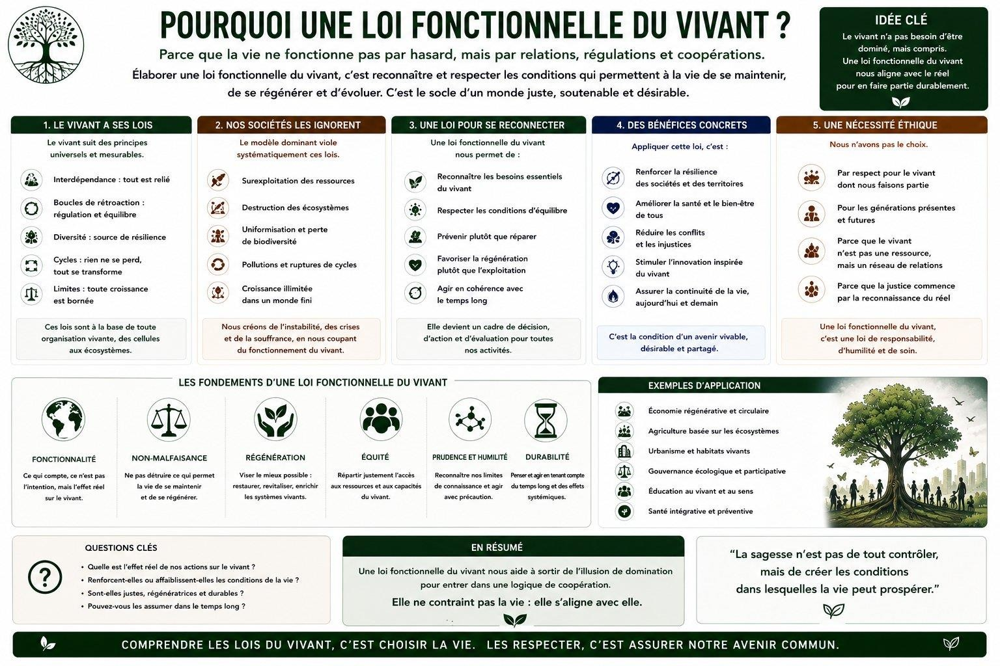 POURQUOI UNE LOI FONCTIONNELLE DU VIVANT ?
Parce que la vie ne fonctionne pas par hasard, mais par relations, régulations et coopérations.
Élaborer une loi fonctionnelle du vivant, c'est reconnaître et respecter les conditions qui permettent à la vie de se maintenir,
de se régénérer et d'évoluer. C'est le socle d'un monde juste, soutenable et désirable.
IDÉE CLÉ
Le vivant n'a pas besoin d'être
dominé, mais compris.
Une loi fonctionnelle du vivant
nous aligne avec le réel
pour en faire partie durablement.
1. LE VIVANT A SES LOIS
Le vivant suit des principes
universels et mesurables.
Interdépendance : tout est relié
Boucles de rétroaction :
régulation et équilibre
Diversité : source de résilience
Cycles : rien ne se perd,
tout se transforme
Limites : toute croissance
est bornée
Ces lois sont à la base de toute
organisation vivante, des cellules
aux écosystèmes.
2. NOS SOCIÉTÉS LES IGNORENT
Le modèle dominant viole
systématiquement ces lois.
Surexploitation des ressources
Destruction des écosystèmes
Uniformisation et perte
de biodiversité
Pollutions et ruptures de cycles
Croissance illimitée
dans un monde fini
Nous créons de l'instabilité, des crises
et de la souffrance, en nous coupant
du fonctionnement du vivant.
3. UNE LOI POUR SE RECONNECTER
Une loi fonctionnelle du vivant
nous permet de :
Reconnaître les besoins essentiels
du vivant
Respecter les conditions d'équilibre
Prévenir plutôt que réparer
Favoriser la régénération
plutôt que l'exploitation
Agir en cohérence avec
le temps long
Elle devient un cadre de décision,
d'action et d'évaluation pour toutes
nos activités.
4. DES BÉNÉFICES CONCRETS
Appliquer cette loi, c'est :
Renforcer la résilience
des sociétés et des territoires
Améliorer la santé et le bien-être
de tous
Réduire les conflits
et les injustices
Stimuler l'innovation inspirée
du vivant
Assurer la continuité de la vie,
aujourd'hui et demain
C'est la condition d'un avenir vivable,
désirable et partagé.
5. UNE NÉCESSITÉ ÉTHIQUE
Nous n'avons pas le choix.
Par respect pour le vivant
dont nous faisons partie
Pour les générations présentes
et futures
Parce que le vivant
n'est pas une ressource,
mais un réseau de relations
Parce que la justice commence
par la reconnaissance du réel
Une loi fonctionnelle du vivant,
c'est une loi de responsabilité,
d'humilité et de soin.
LES FONDEMENTS D'UNE LOI FONCTIONNELLE DU VIVANT
FONCTIONNALITÉ
Ce qui compte, ce n'est pas
l'intention, mais l'effet réel
sur le vivant.
NON-MALFAISANCE
Ne pas détruire ce qui permet
la vie de se maintenir
et de se régénérer.
RÉGÉNÉRATION
Viser le mieux possible :
restaurer, revitaliser, enrichir
les systèmes vivants.
ÉQUITÉ
Répartir justement l'accès
aux ressources et aux capacités
du vivant.
PRUDENCE ET HUMILITÉ
Reconnaître nos limites
de connaissance et agir
avec précaution.
DURABILITÉ
Penser et agir en tenant compte
du temps long et des effets
systémiques.
EXEMPLES D'APPLICATION
Économie régénérative et circulaire
Agriculture basée sur les écosystèmes
Urbanisme et habitats vivants
Gouvernance écologique et participative
Éducation au vivant et au sens
Santé intégrative et préventive
QUESTIONS CLÉS
• Quelle est l'effet réel de nos actions sur le vivant ?
• Renforcent-elles ou affaiblissent-elles les conditions de la vie ?
• Sont-elles justes, régénératrices et durables ?
• Pouvez-vous les assumer dans le temps long ?
EN RÉSUMÉ
Une loi fonctionnelle du vivant nous aide à sortir de l'illusion de domination
pour entrer dans une logique de coopération.
Elle ne contraint pas la vie : elle s'aligne avec elle.
“La sagesse n'est pas de tout contrôler,
mais de créer les conditions
dans lesquelles la vie peut prospérer.”
COMPRENDRE LES LOIS DU VIVANT, C'EST CHOISIR LA VIE. LES RESPECTER, C'EST ASSURER NOTRE AVENIR COMMUN.